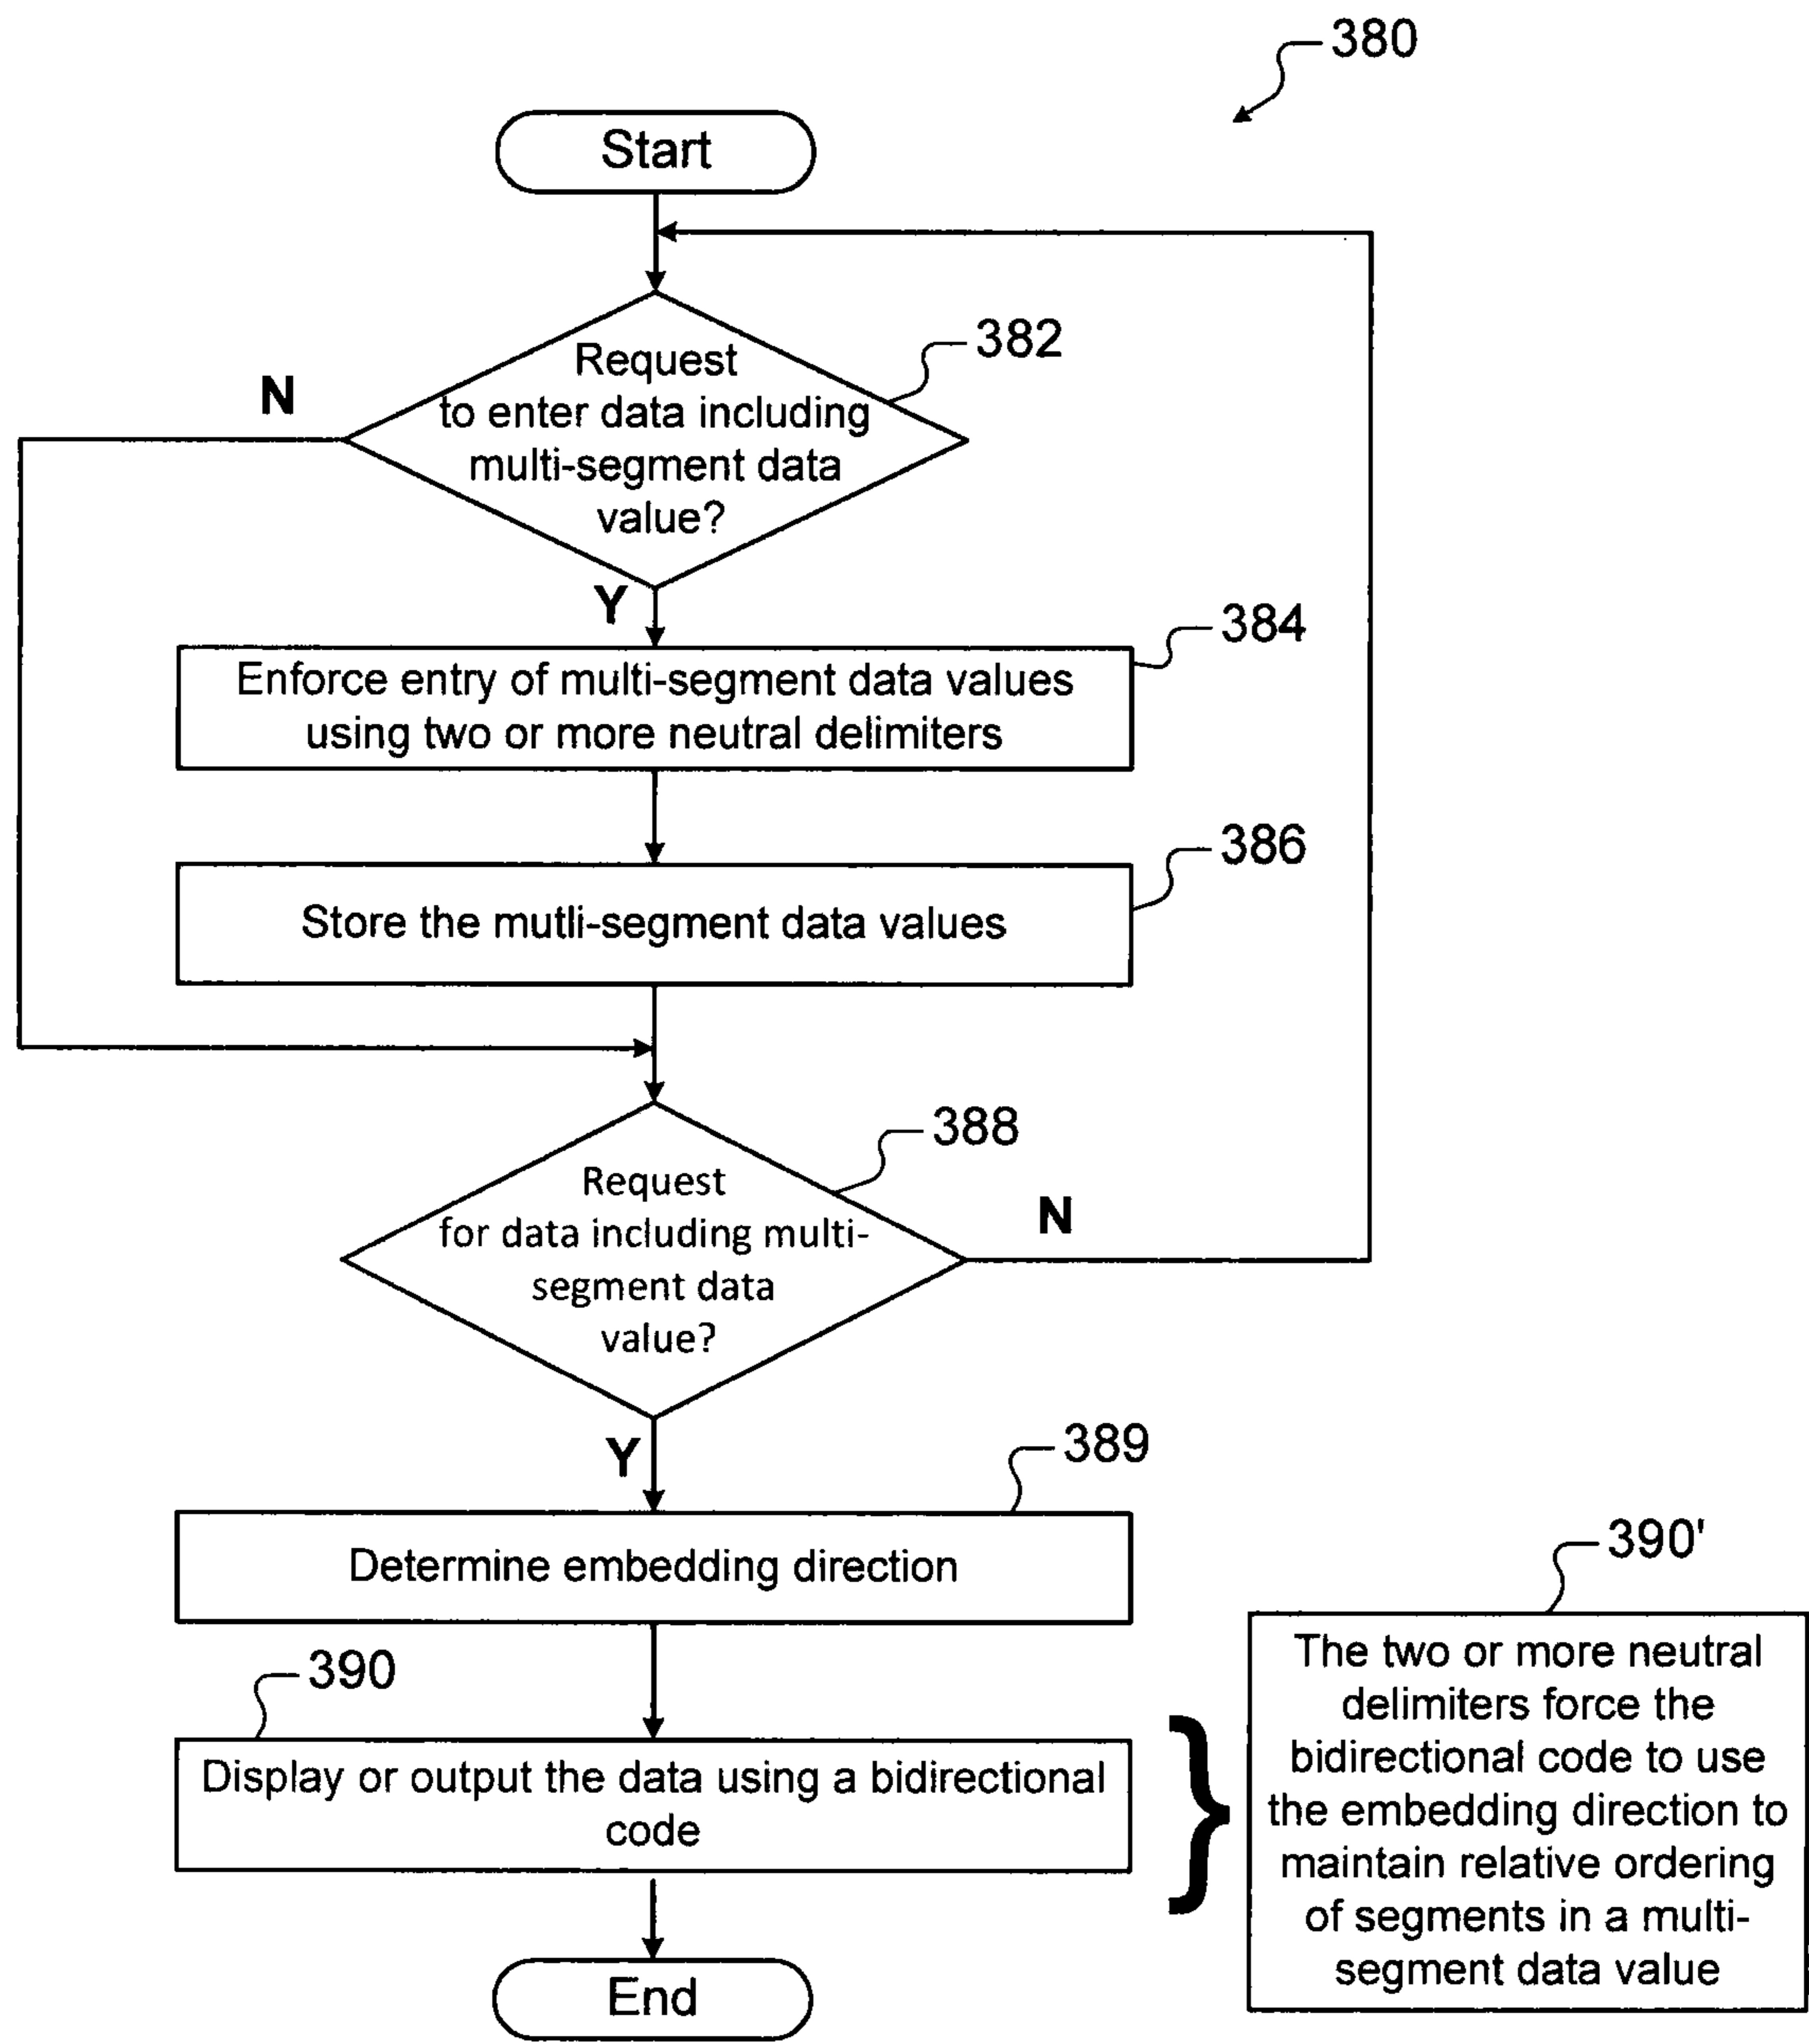 380
Start
382
Request
to enter data including
multi-segment data
value?
N
Y
384
Enforce entry of multi-segment data values
using two or more neutral delimiters
386
Store the mutli-segment data values
388
Request
for data including multi-
segment data
value?
N
Y
389
Determine embedding direction
390
Display or output the data using a bidirectional
code
}
390'
The two or more neutral
delimiters force the
bidirectional code to use
the embedding direction to
maintain relative ordering
of segments in a multi-
segment data value
End